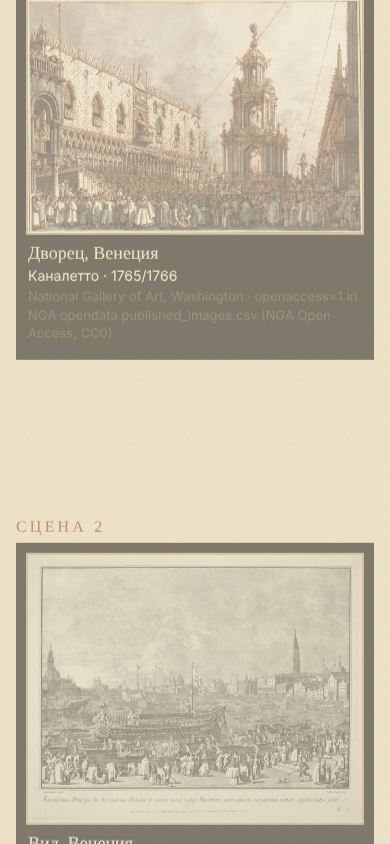 Дворец, Венеция
Каналетто · 1765/1766
National Gallery of Art, Washington · openaccess=1 in
NGA opendata published_images.csv (NGA Open
Access, CC0)
СЦЕНА 2
Вид, Венеция